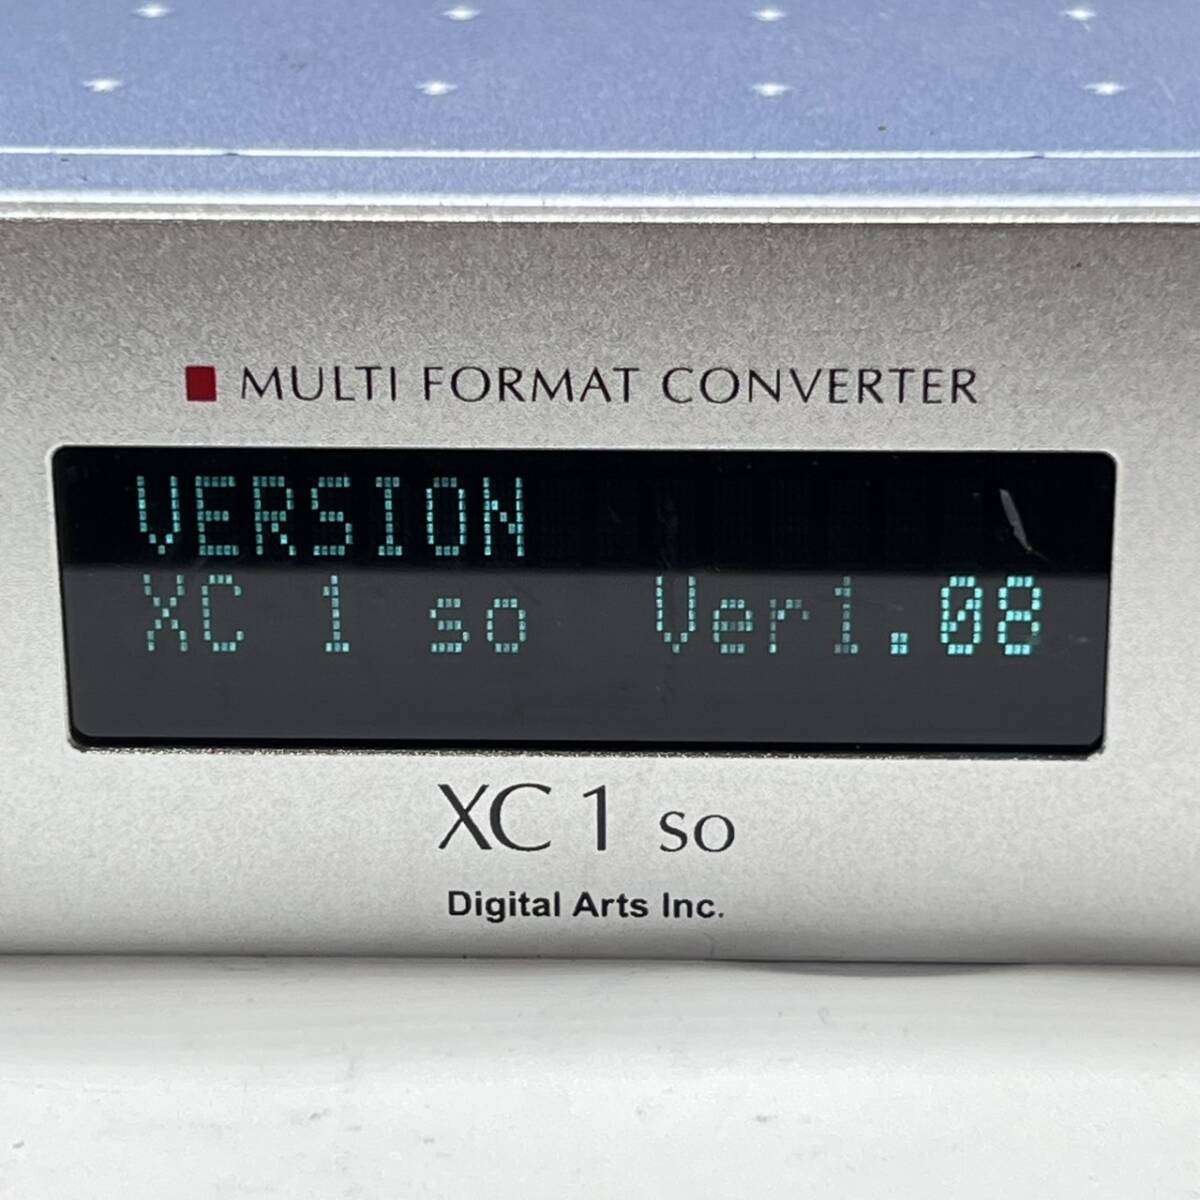 MULTI FORMAT CONVERTER
VERSION
XC 1 so Ver1.08
XC 1 so
Digital Arts Inc.